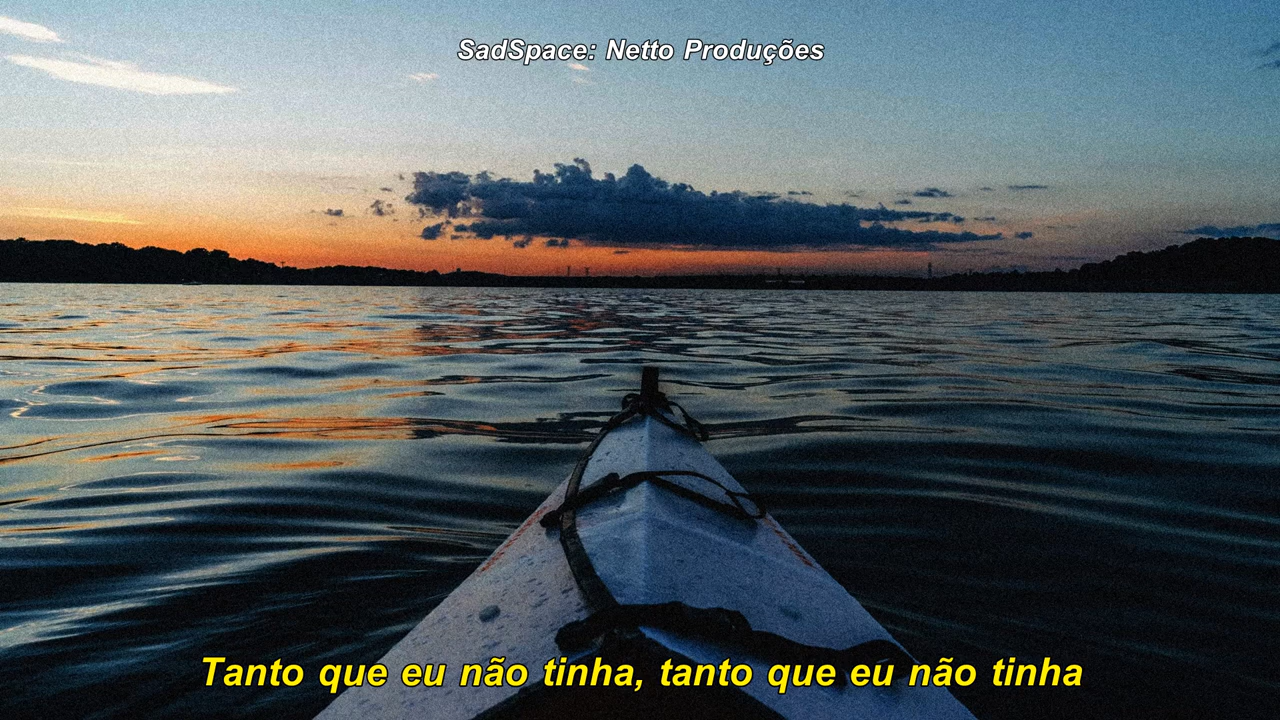 SadSpace: Netto Produções
Tanto que eu não tinha, tanto que eu não tinha